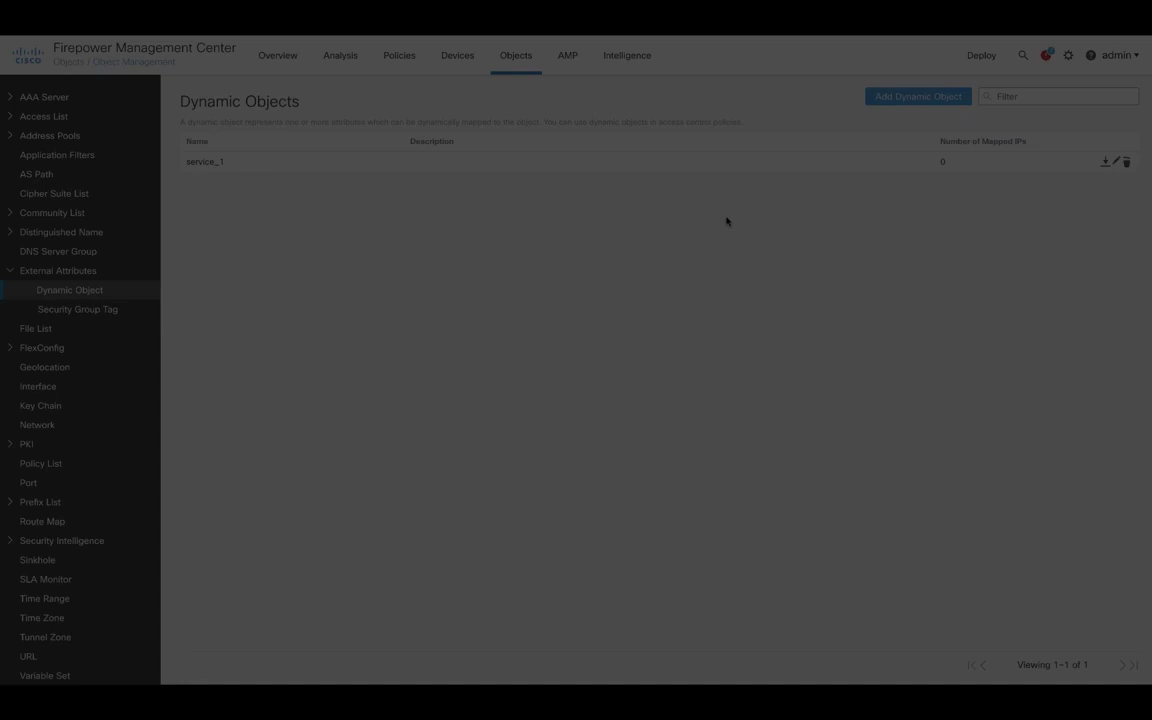 CISCO
Firepower Management Center
Objects / Object Management
Overview
Analysis
Policies
Devices
Objects
AMP
Intelligence
Deploy
admin
AAA Server
Access List
Address Pools
Application Filters
AS Path
Cipher Suite List
Community List
Distinguished Name
DNS Server Group
External Attributes
Dynamic Object
Security Group Tag
File List
FlexConfig
Geolocation
Interface
Key Chain
Network
PKI
Policy List
Port
Prefix List
Route Map
Security Intelligence
Sinkhole
SLA Monitor
Time Range
Time Zone
Tunnel Zone
URL
Variable Set
Dynamic Objects
Add Dynamic Object
Filter
A dynamic object represents one or more attributes which can be dynamically mapped to the object. You can use dynamic objects in access control policies.
Name
Description
Number of Mapped IPs
service_1
0
Viewing 1-1 of 1